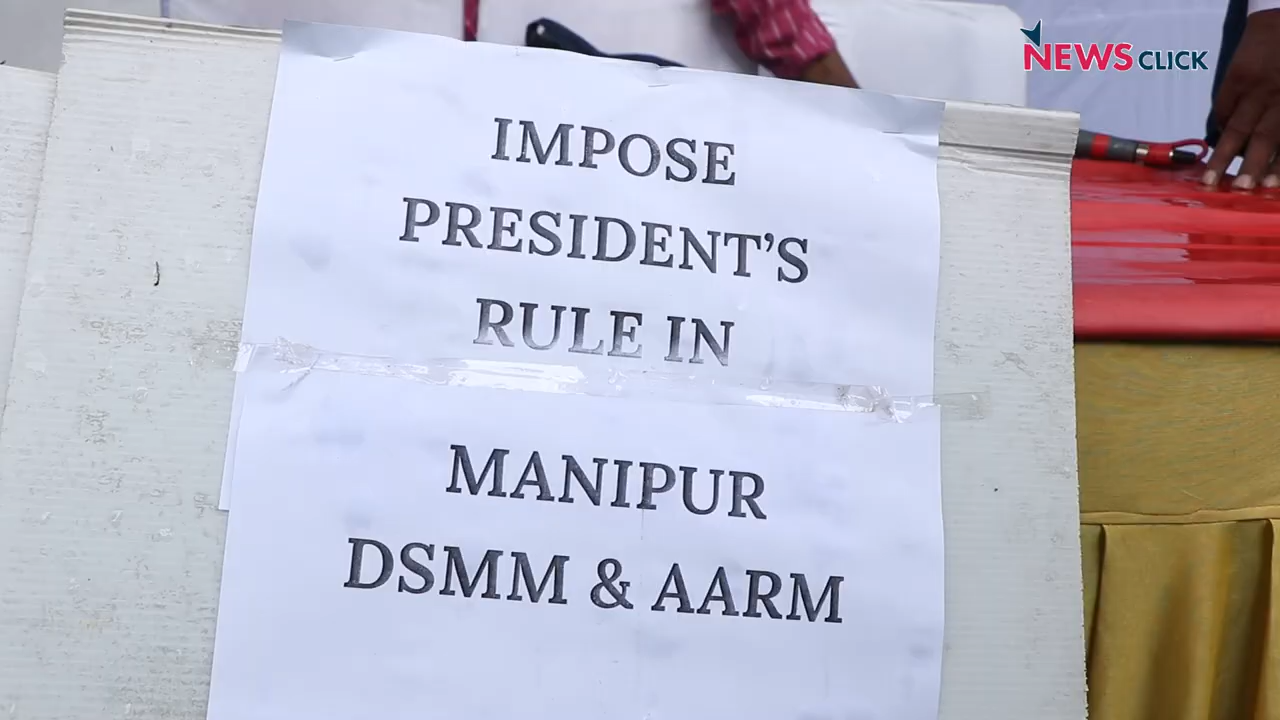 NEWSCLICK
IMPOSE
PRESIDENT'S
RULE IN
MANIPUR
DSMM & AARM